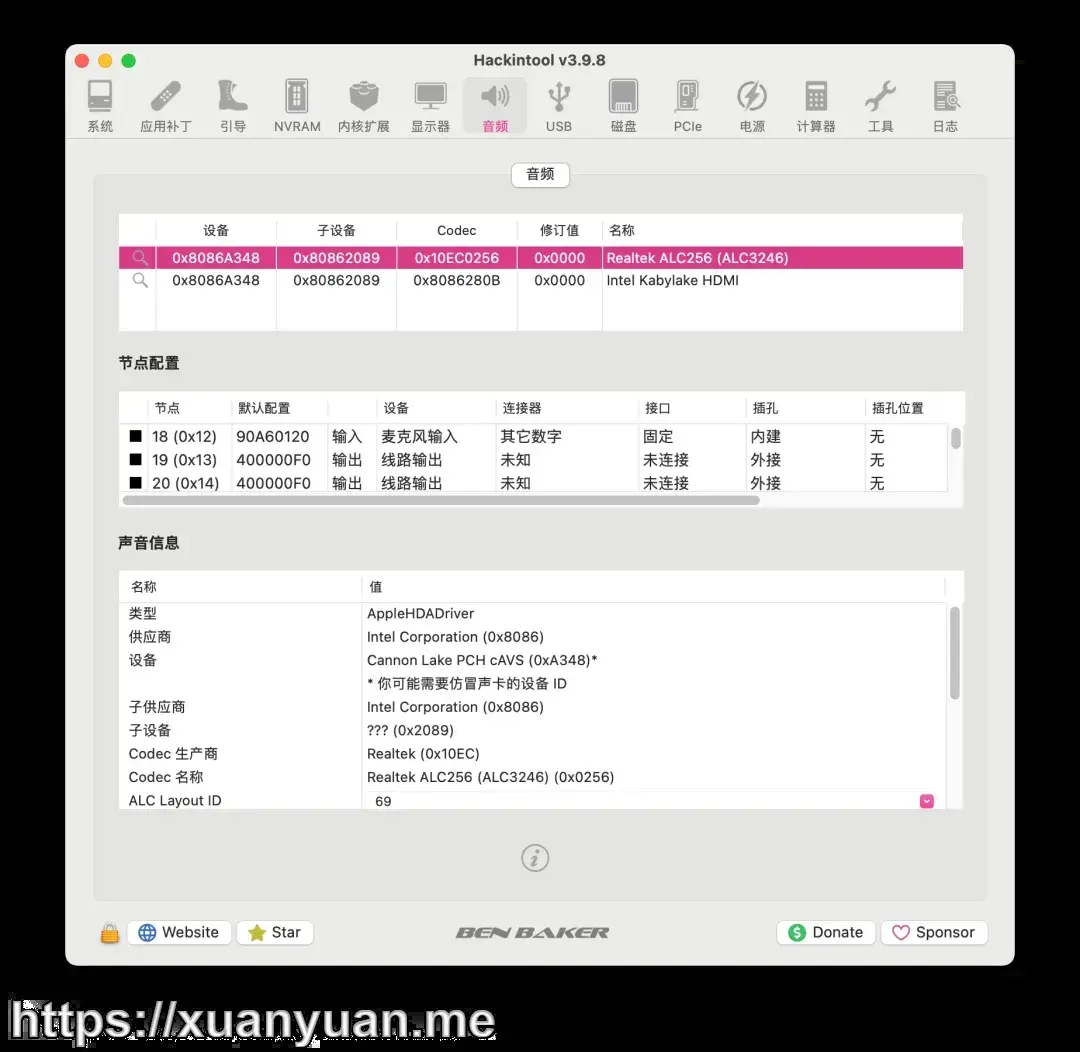 Hackintool v3.9.8
系统 应用补丁 引导 NVRAM 内核扩展 显示器 音频 USB 磁盘 PCIe 电源 计算器 工具 日志
音频
设备 子设备 Codec 修订值 名称
0x8086A348 0x80862089 0x10EC0256 0x0000 Realtek ALC256 (ALC3246)
0x8086A348 0x80862089 0x8086280B 0x0000 Intel Kabylake HDMI
节点配置
节点 默认配置 设备 连接器 接口 插孔 插孔位置
18 (0x12) 90A60120 输入 麦克风输入 其它数字 固定 内建 无
19 (0x13) 400000F0 输出 线路输出 未知 未连接 外接 无
20 (0x14) 400000F0 输出 线路输出 未知 未连接 外接 无
声音信息
名称 值
类型 AppleHDADriver
供应商 Intel Corporation (0x8086)
设备 Cannon Lake PCH cAVS (0xA348)*
* 你可能需要仿冒声卡的设备 ID
子供应商 Intel Corporation (0x8086)
子设备 ??? (0x2089)
Codec 生产商 Realtek (0x10EC)
Codec 名称 Realtek ALC256 (ALC3246) (0x0256)
ALC Layout ID 69
Website Star BEN BAKER Donate Sponsor
https://xuanyuan.me